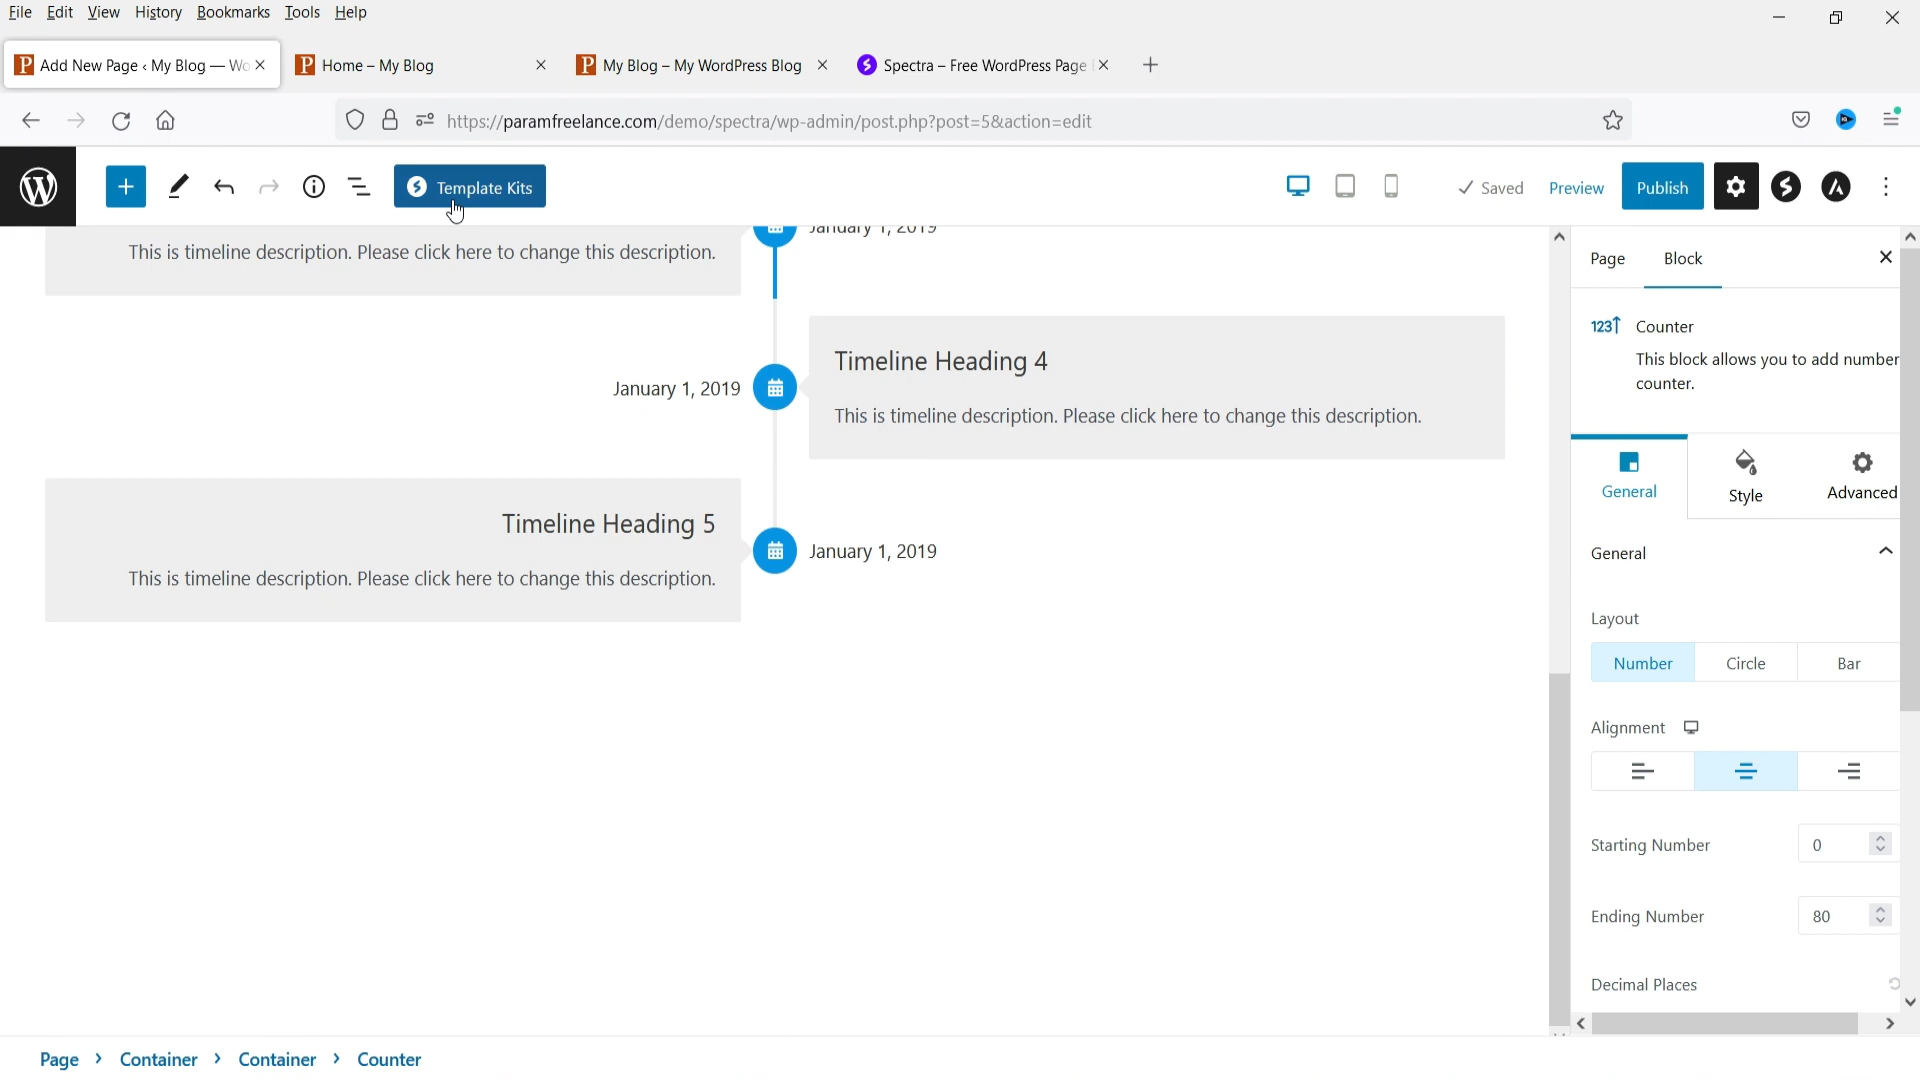 File Edit View History Bookmarks Tools Help
Add New Page ‹ My Blog — Wo
Home – My Blog
My Blog – My WordPress Blog
Spectra – Free WordPress Page
https://paramfreelance.com/demo/spectra/wp-admin/post.php?post=5&action=edit
Template Kits
Saved
Preview
Publish
January 1, 2019
This is timeline description. Please click here to change this description.
January 1, 2019
Timeline Heading 4
This is timeline description. Please click here to change this description.
Timeline Heading 5
This is timeline description. Please click here to change this description.
January 1, 2019
Page Block
123 Counter
This block allows you to add number
counter.
General
Style
Advanced
General
Layout
Number Circle Bar
Alignment
Starting Number 0
Ending Number 80
Decimal Places
Page › Container › Container › Counter